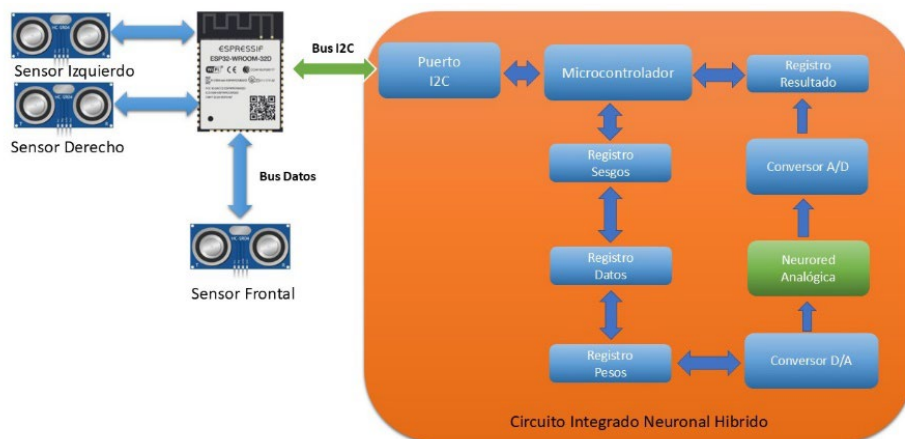 ESPRESSIF
ESP32-WROOM-32D
Sensor Izquierdo
Sensor Derecho
Bus Datos
Sensor Frontal
Bus I2C
Puerto
I2C
Microcontrolador
Registro
Resultado
Registro
Sesgos
Conversor A/D
Registro
Datos
Neurored
Analógica
Registro
Pesos
Conversor D/A
Circuito Integrado Neuronal Hibrido